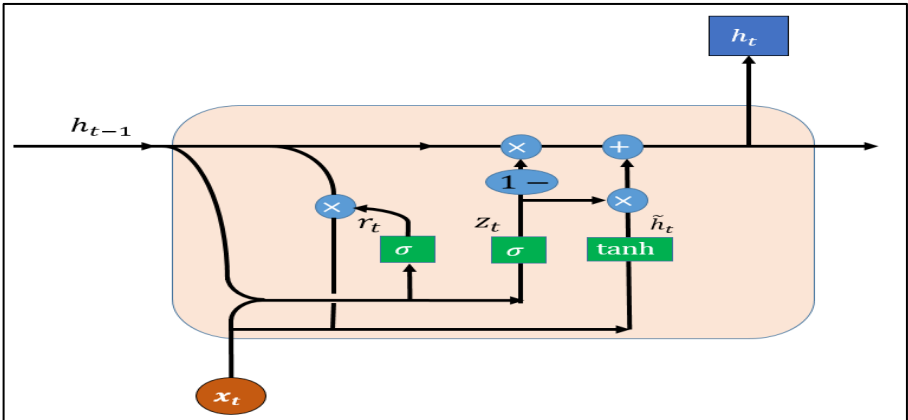 h_t
h_{t−1}
×
+
1 −
×
×
r_t
z_t
h̃_t
σ
σ
tanh
x_t